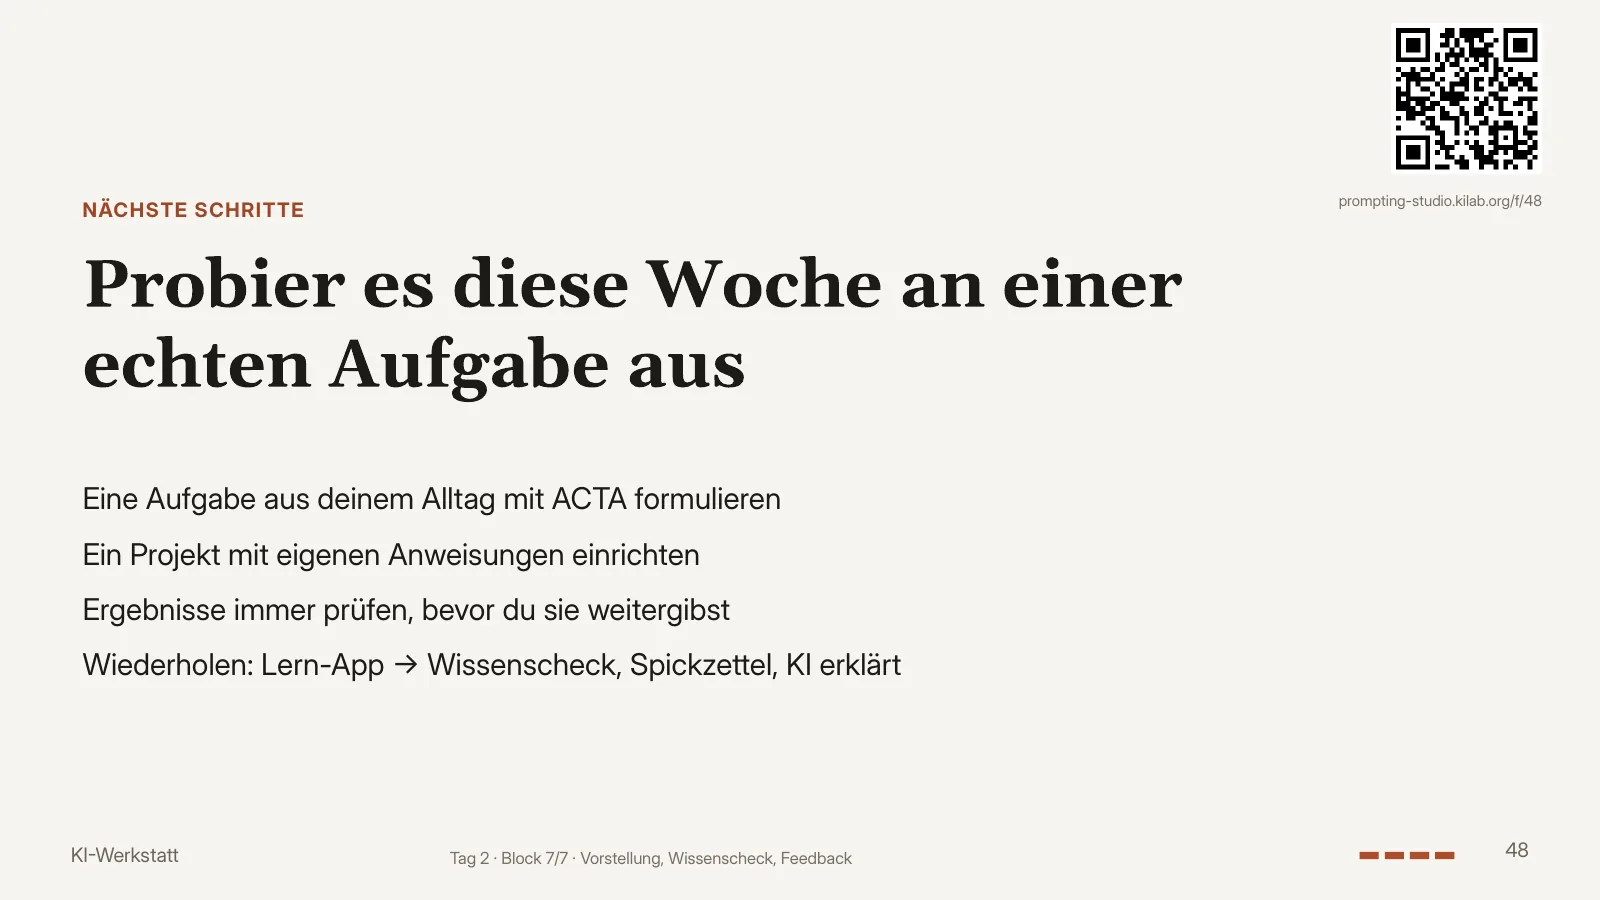 prompting-studio.kilab.org/f/48
NÄCHSTE SCHRITTE
Probier es diese Woche an einer
echten Aufgabe aus
Eine Aufgabe aus deinem Alltag mit ACTA formulieren
Ein Projekt mit eigenen Anweisungen einrichten
Ergebnisse immer prüfen, bevor du sie weitergibst
Wiederholen: Lern-App → Wissenscheck, Spickzettel, KI erklärt
KI-Werkstatt
Tag 2 · Block 7/7 · Vorstellung, Wissenscheck, Feedback
48